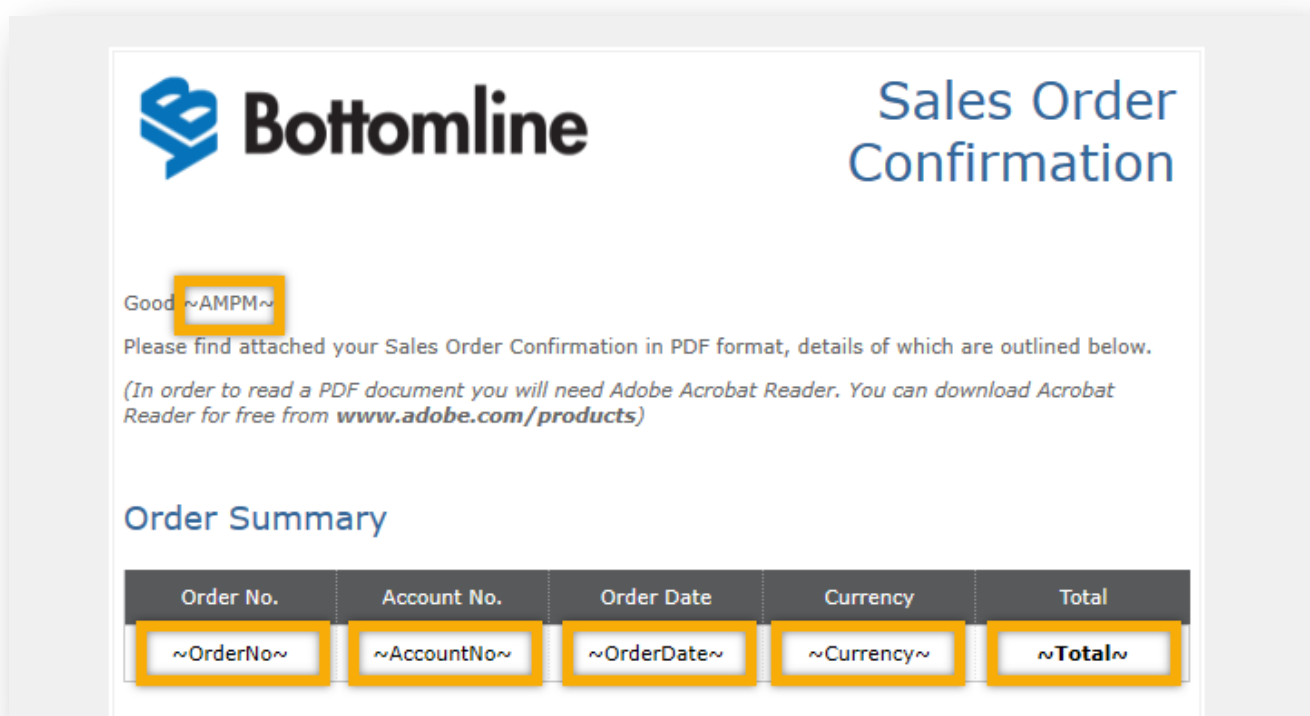 Bottomline
Sales Order
Confirmation
Good ~AMPM~
Please find attached your Sales Order Confirmation in PDF format, details of which are outlined below.
(In order to read a PDF document you will need Adobe Acrobat Reader. You can download Acrobat
Reader for free from www.adobe.com/products)
Order Summary
Order No. Account No. Order Date Currency Total
~OrderNo~ ~AccountNo~ ~OrderDate~ ~Currency~ ~Total~